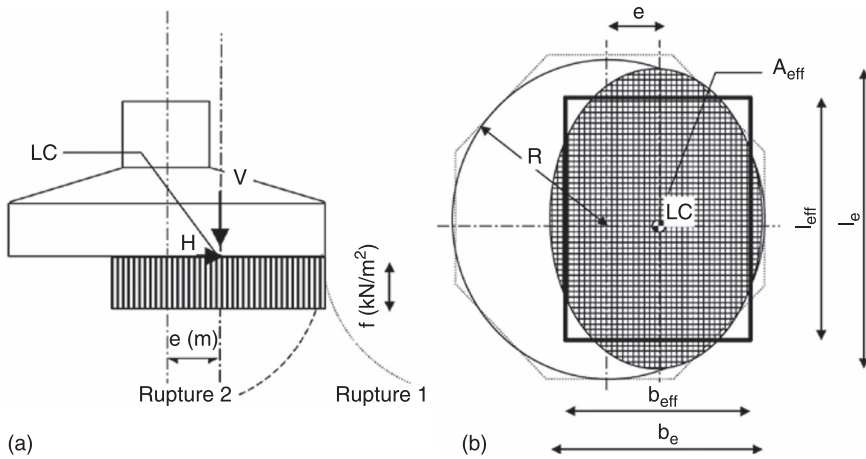 LC
V
H
f (kN/m²)
e (m)
Rupture 2
Rupture 1
(a)
e
A_eff
R
LC
l_eff
l_e
b_eff
b_e
(b)